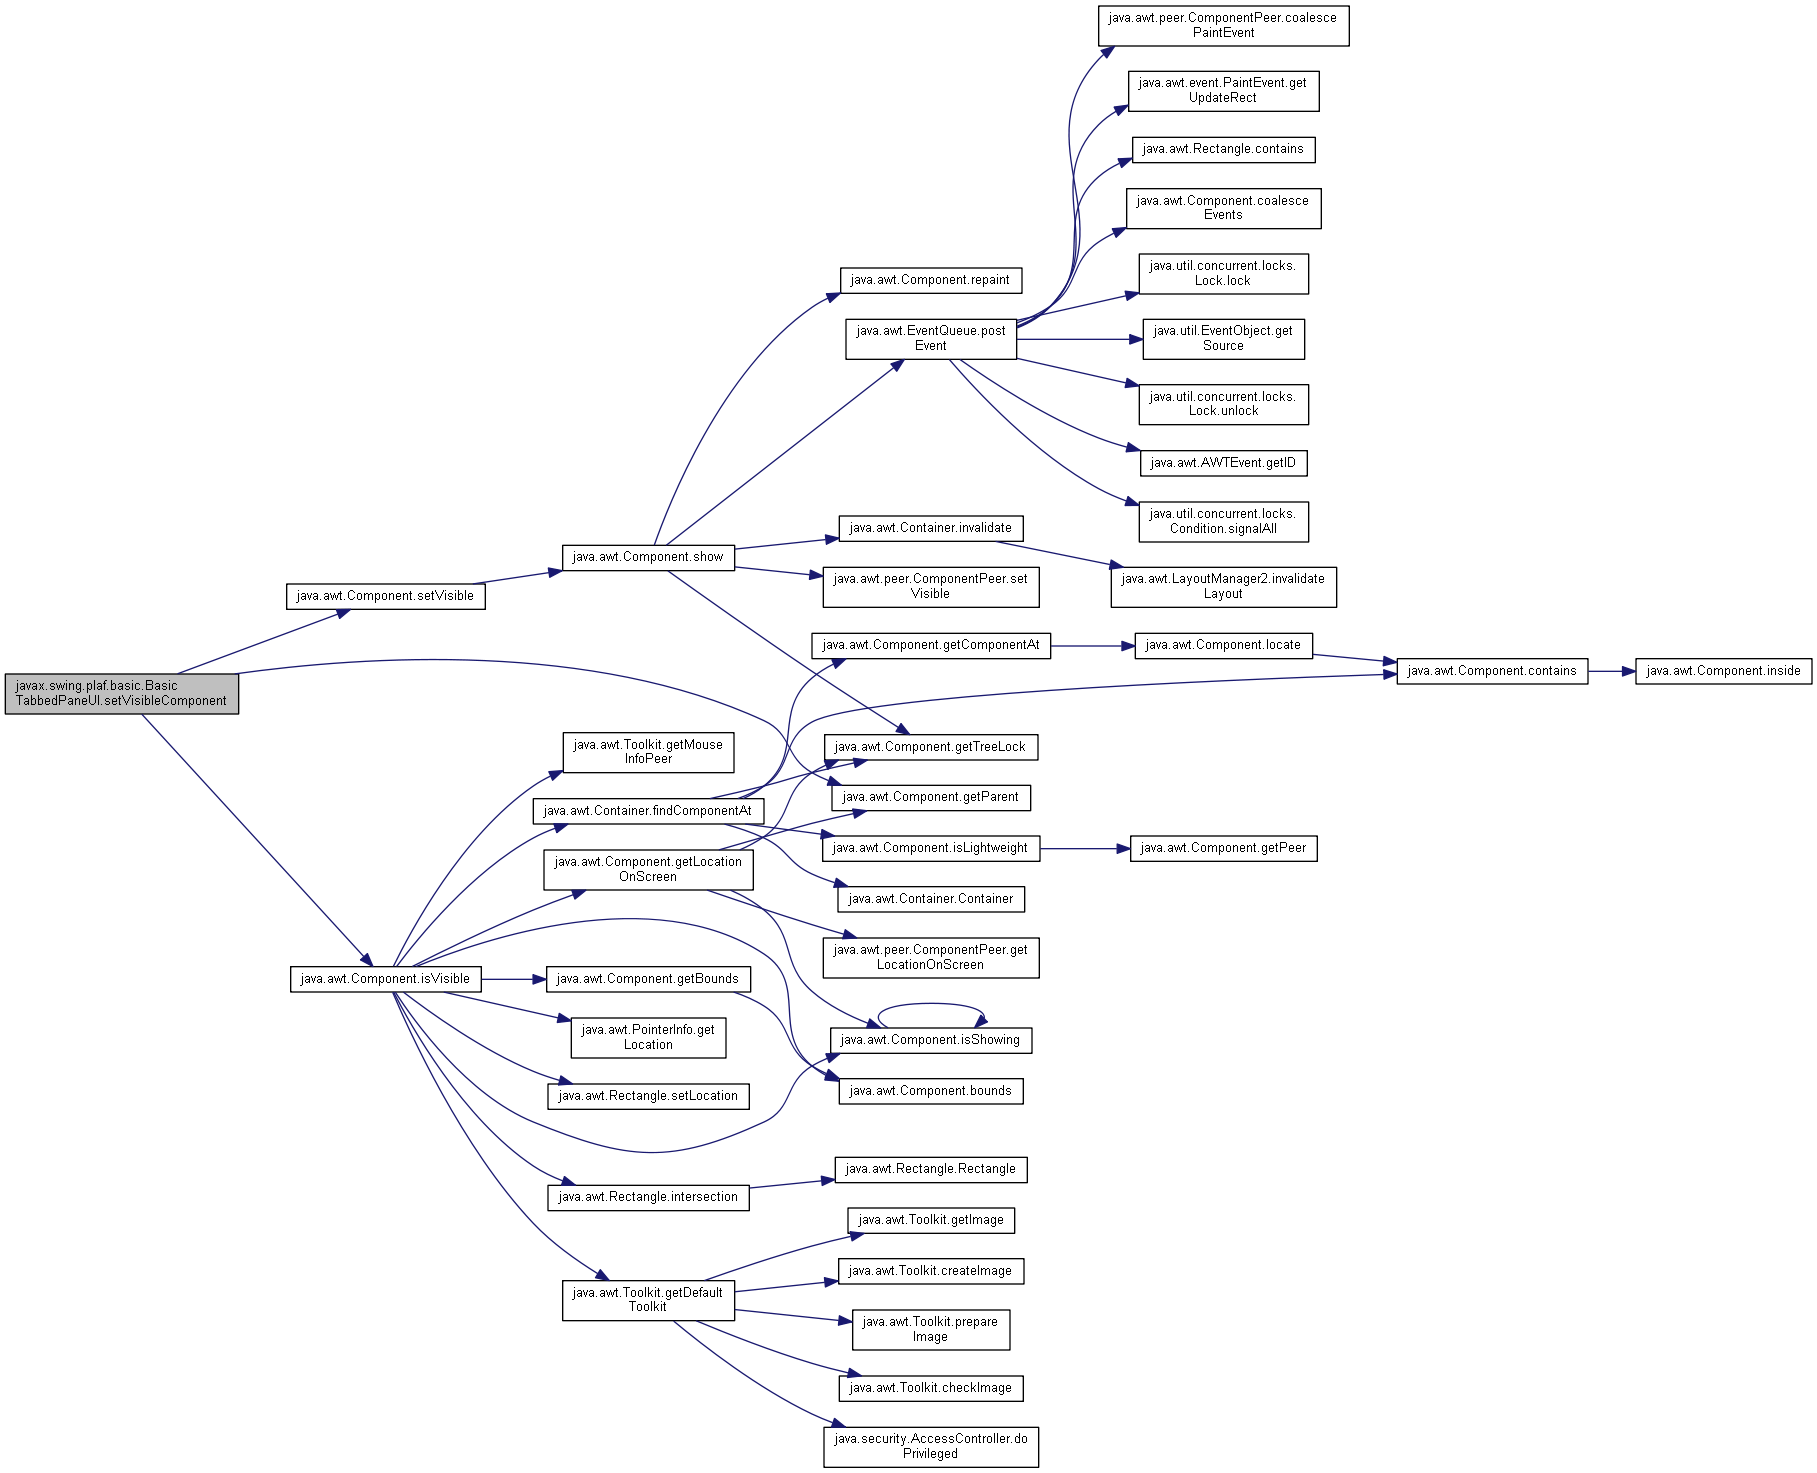 java.awt.peer.ComponentPeer.coalesce
PaintEvent
java.awt.event.PaintEvent.get
UpdateRect
java.awt.Rectangle.contains
java.awt.Component.coalesce
Events
java.util.concurrent.locks.
Lock.lock
java.awt.Component.repaint
java.awt.EventQueue.post
Event
java.util.EventObject.get
Source
java.util.concurrent.locks.
Lock.unlock
java.awt.AWTEvent.getID
java.util.concurrent.locks.
Condition.signalAll
java.awt.Container.invalidate
java.awt.Component.show
java.awt.peer.ComponentPeer.set
Visible
java.awt.LayoutManager2.invalidate
Layout
java.awt.Component.setVisible
java.awt.Component.getComponentAt
java.awt.Component.locate
java.awt.Component.contains
java.awt.Component.inside
javax.swing.plaf.basic.Basic
TabbedPaneUI.setVisibleComponent
java.awt.Toolkit.getMouse
InfoPeer
java.awt.Component.getTreeLock
java.awt.Component.getParent
java.awt.Container.findComponentAt
java.awt.Component.isLightweight
java.awt.Component.getPeer
java.awt.Component.getLocation
OnScreen
java.awt.Container.Container
java.awt.peer.ComponentPeer.get
LocationOnScreen
java.awt.Component.isVisible
java.awt.Component.getBounds
java.awt.PointerInfo.get
Location
java.awt.Component.isShowing
java.awt.Rectangle.setLocation
java.awt.Component.bounds
java.awt.Rectangle.Rectangle
java.awt.Rectangle.intersection
java.awt.Toolkit.getImage
java.awt.Toolkit.createImage
java.awt.Toolkit.getDefault
Toolkit
java.awt.Toolkit.prepare
Image
java.awt.Toolkit.checkImage
java.security.AccessController.do
Privileged